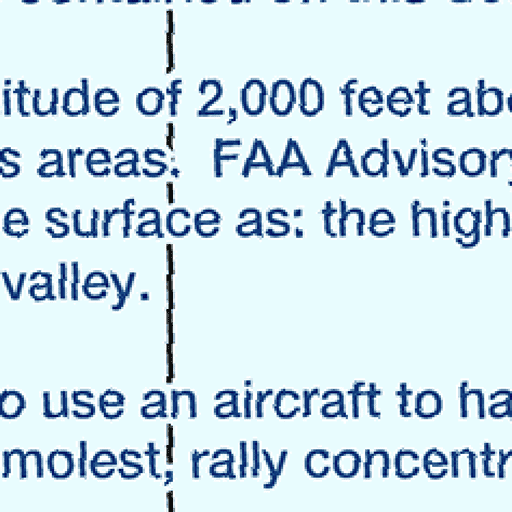 itude of 2,000 feet abo
s areas. FAA Advisory
e surface as: the high
valley.
o use an aircraft to ha
molest, rally concentr